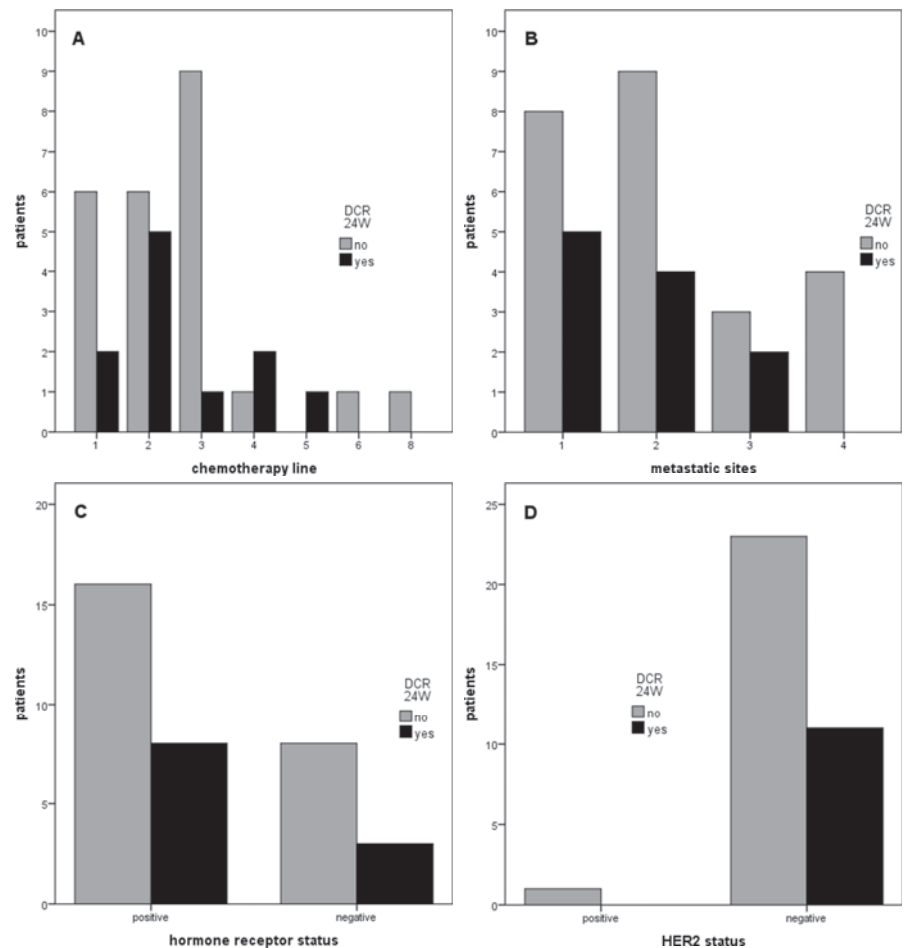 A
10
9
8
7
6
5
4
3
2
1
0
patients
DCR
24W
no
yes
1 2 3 4 5 6 8
chemotherapy line
B
10
9
8
7
6
5
4
3
2
1
0
patients
DCR
24W
no
yes
1 2 3 4
metastatic sites
C
20
15
10
5
0
patients
DCR
24W
no
yes
positive negative
hormone receptor status
D
25
20
15
10
5
0
patients
DCR
24W
no
yes
positive negative
HER2 status